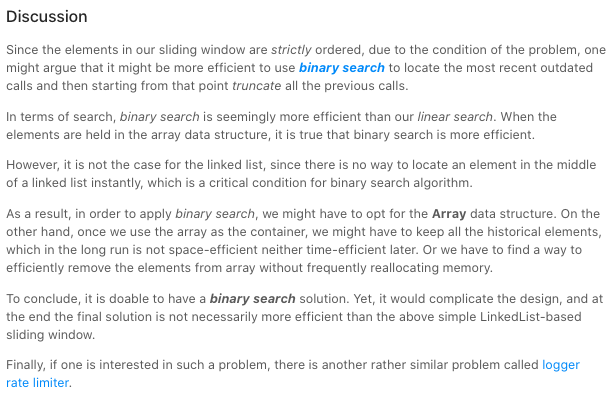 Discussion
Since the elements in our sliding window are strictly ordered, due to the condition of the problem, one
might argue that it might be more efficient to use binary search to locate the most recent outdated
calls and then starting from that point truncate all the previous calls.
In terms of search, binary search is seemingly more efficient than our linear search. When the
elements are held in the array data structure, it is true that binary search is more efficient.
However, it is not the case for the linked list, since there is no way to locate an element in the middle
of a linked list instantly, which is a critical condition for binary search algorithm.
As a result, in order to apply binary search, we might have to opt for the Array data structure. On the
other hand, once we use the array as the container, we might have to keep all the historical elements,
which in the long run is not space-efficient neither time-efficient later. Or we have to find a way to
efficiently remove the elements from array without frequently reallocating memory.
To conclude, it is doable to have a binary search solution. Yet, it would complicate the design, and at
the end the final solution is not necessarily more efficient than the above simple LinkedList-based
sliding window.
Finally, if one is interested in such a problem, there is another rather similar problem called logger
rate limiter.